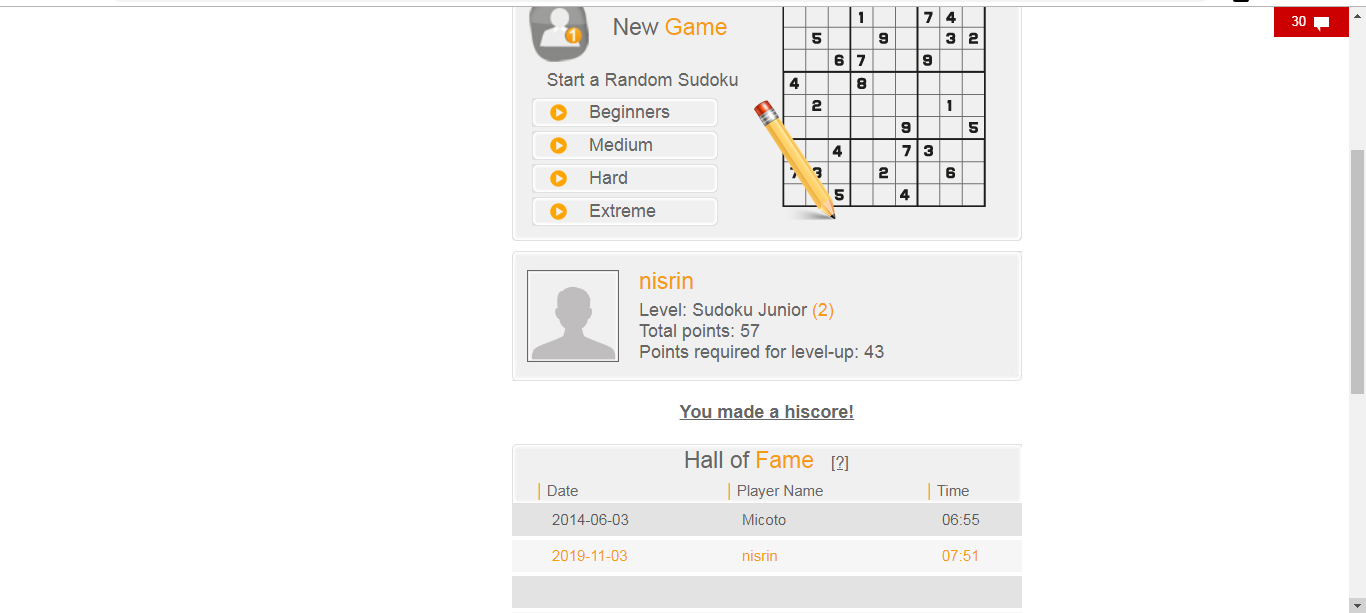 30
1
New Game
Start a Random Sudoku
Beginners
Medium
Hard
Extreme
1 7 4
5 9 3 2
6 7 9
4 8
2 1
9 5
4 7 3
7 3 2 6
5 4
nisrin
Level: Sudoku Junior (2)
Total points: 57
Points required for level-up: 43
You made a hiscore!
Hall of Fame [?]
Date Player Name Time
2014-06-03 Micoto 06:55
2019-11-03 nisrin 07:51